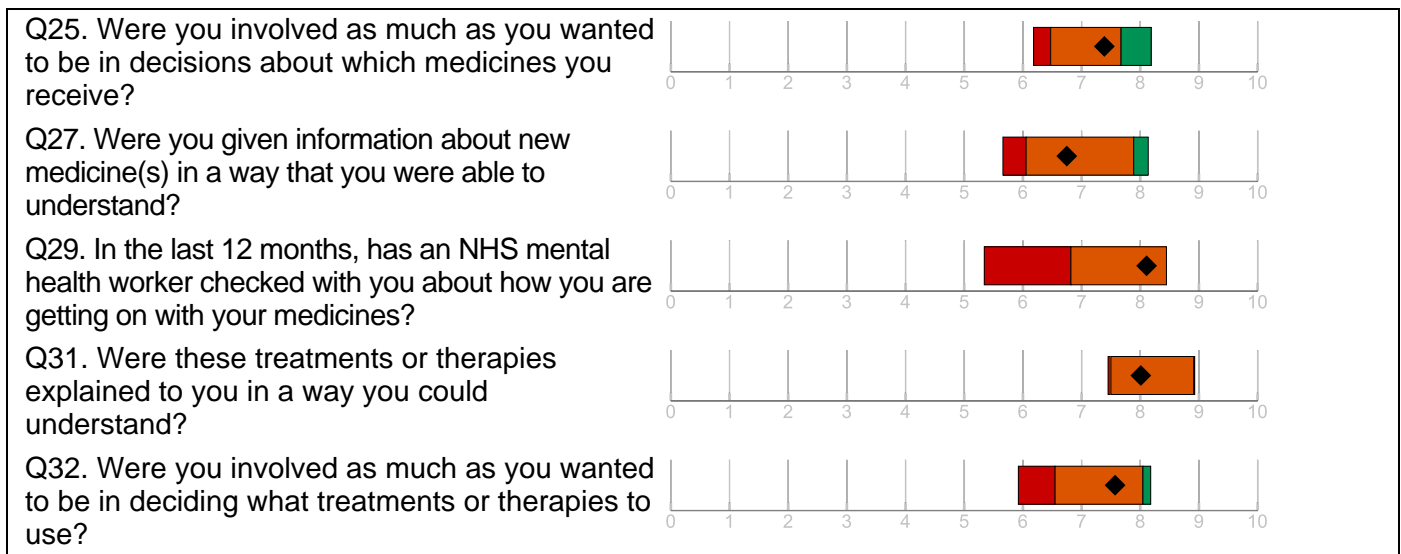 Q25. Were you involved as much as you wanted
to be in decisions about which medicines you
receive?
0 1 2 3 4 5 6 7 8 9 10
Q27. Were you given information about new
medicine(s) in a way that you were able to
understand?
0 1 2 3 4 5 6 7 8 9 10
Q29. In the last 12 months, has an NHS mental
health worker checked with you about how you are
getting on with your medicines?
0 1 2 3 4 5 6 7 8 9 10
Q31. Were these treatments or therapies
explained to you in a way you could
understand?
0 1 2 3 4 5 6 7 8 9 10
Q32. Were you involved as much as you wanted
to be in deciding what treatments or therapies to
use?
0 1 2 3 4 5 6 7 8 9 10